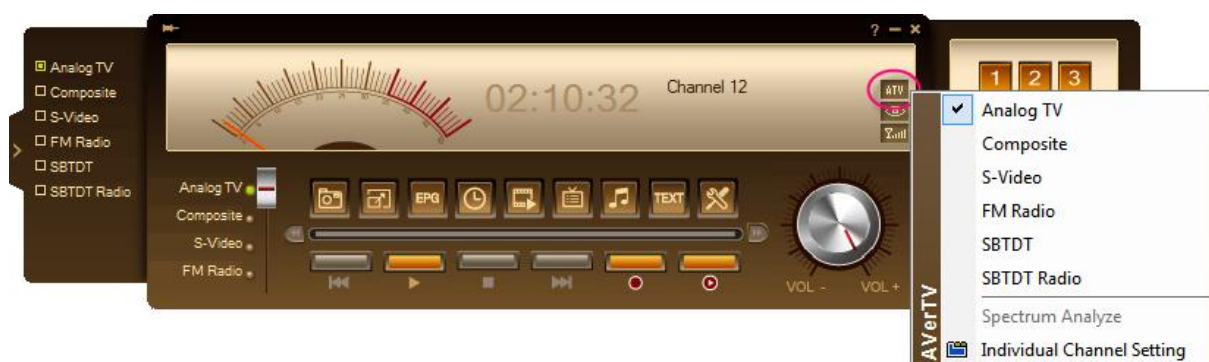 Analog TV
Composite
S-Video
FM Radio
SBTDT
SBTDT Radio
? 
02:10:32
Channel 12
ATV
1 2 3
Analog TV
Composite
S-Video
FM Radio
EPG
TEXT
VOL -
VOL +
AVerTV
Analog TV
Composite
S-Video
FM Radio
SBTDT
SBTDT Radio
Spectrum Analyze
Individual Channel Setting